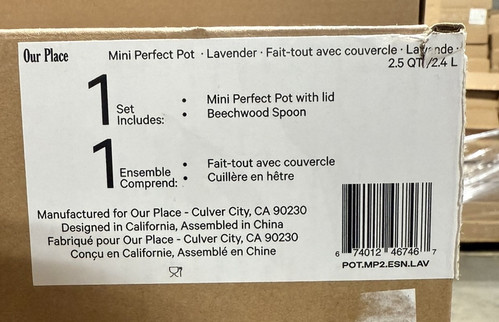 Our Place
Mini Perfect Pot · Lavender · Fait-tout avec couvercle · Lavande ·
2.5 QT /2.4 L
1 Set Includes:
• Mini Perfect Pot with lid
• Beechwood Spoon
1 Ensemble Comprend:
• Fait-tout avec couvercle
• Cuillère en hêtre
Manufactured for Our Place - Culver City, CA 90230
Designed in California, Assembled in China
Fabriqué pour Our Place - Culver City, CA 90230
Conçu en Californie, Assemblé en Chine
6 74012 46746 7
POT.MP2.ESN.LAV